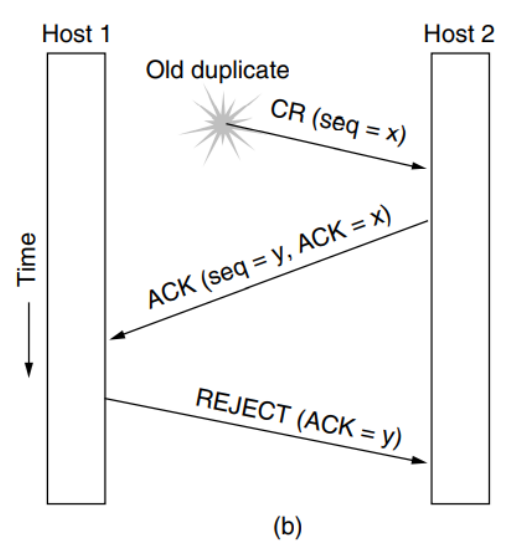 Host 1
Host 2
Old duplicate
CR (seq = x)
ACK (seq = y, ACK = x)
Time
REJECT (ACK = y)
(b)